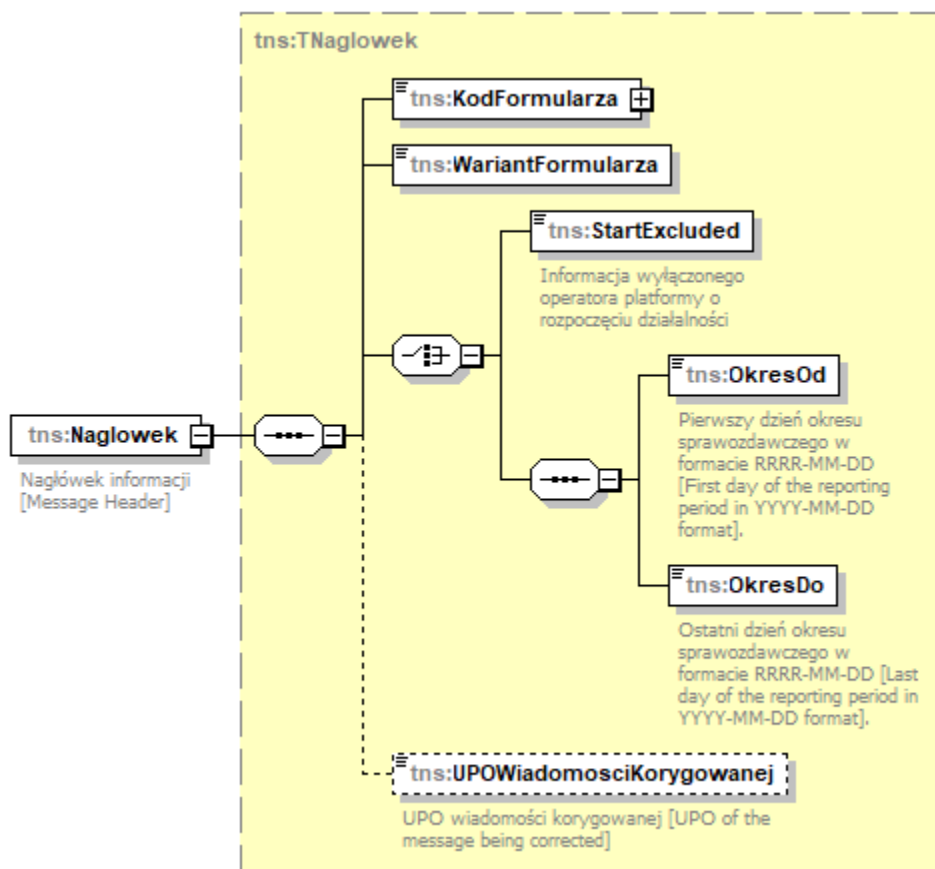 tns:TNaglowek
tns:KodFormularza
tns:WariantFormularza
tns:StartExcluded
Informacja wyłączonego
operatora platformy o
rozpoczęciu działalności
tns:OkresOd
Pierwszy dzień okresu
sprawozdawczego w
formacie RRRR-MM-DD
[First day of the reporting
period in YYYY-MM-DD
format].
tns:Naglowek
Nagłówek informacji
[Message Header]
tns:OkresDo
Ostatni dzień okresu
sprawozdawczego w
formacie RRRR-MM-DD [Last
day of the reporting period in
YYYY-MM-DD format].
tns:UPOWiadomosciKorygowanej
UPO wiadomości korygowanej [UPO of the
message being corrected]